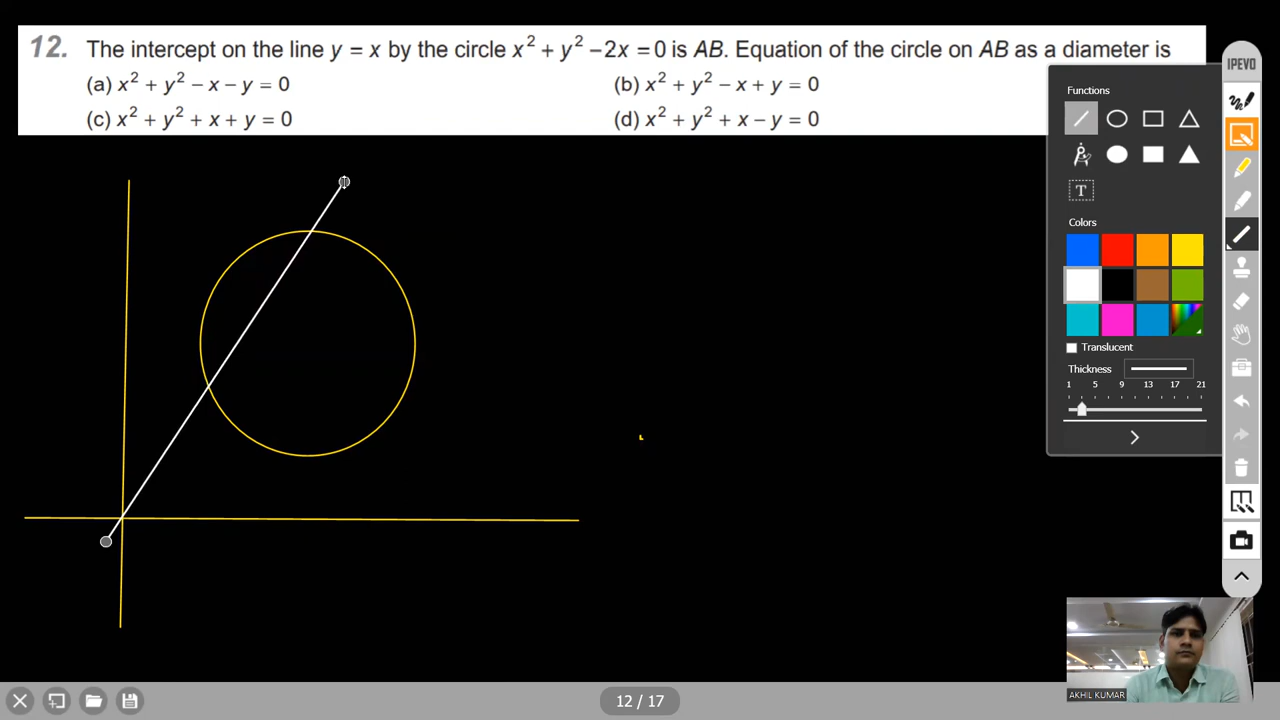 12. The intercept on the line y = x by the circle x² + y² – 2x = 0 is AB. Equation of the circle on AB as a diameter is
(a) x² + y² – x – y = 0 (b) x² + y² – x + y = 0
(c) x² + y² + x + y = 0 (d) x² + y² + x – y = 0
IPEVO
Functions
T
Colors
Translucent
Thickness
1 5 9 13 17 21
AKHIL KUMAR
12 / 17